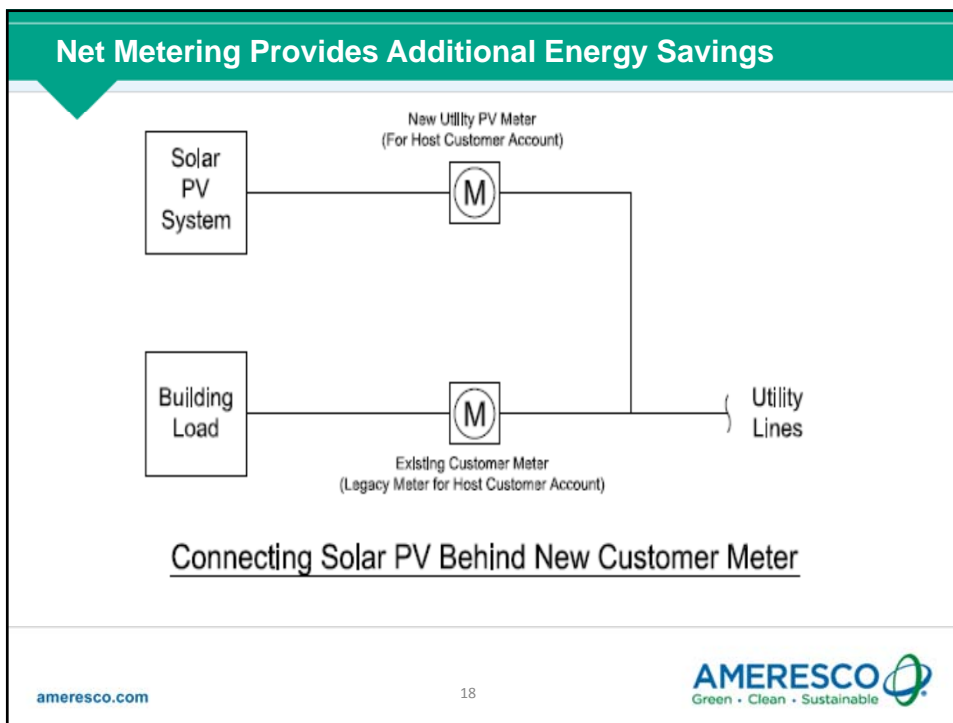 Net Metering Provides Additional Energy Savings
New Utility PV Meter
(For Host Customer Account)
Solar
PV
System
M
Building
Load
M
Utility
Lines
Existing Customer Meter
(Legacy Meter for Host Customer Account)
Connecting Solar PV Behind New Customer Meter
ameresco.com
18
AMERESCO
Green • Clean • Sustainable